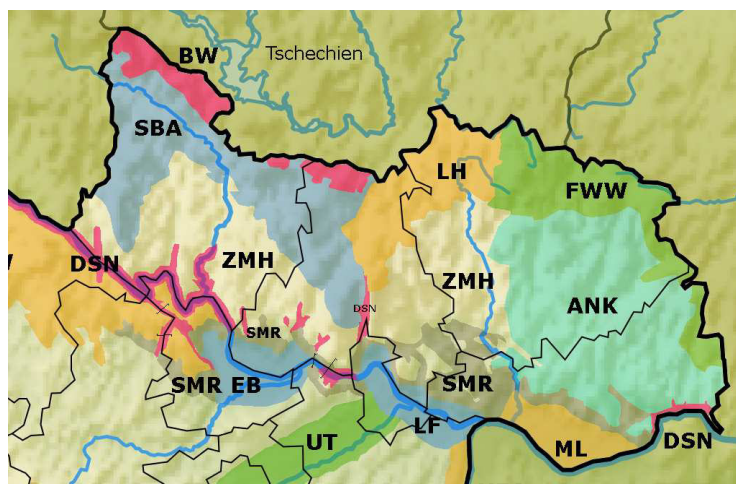 BW
Tschechien
SBA
LH
FWW
DSN
ZMH
ZMH
DSN
ANK
SMR
SMR EB
SMR
LF
UT
ML
DSN